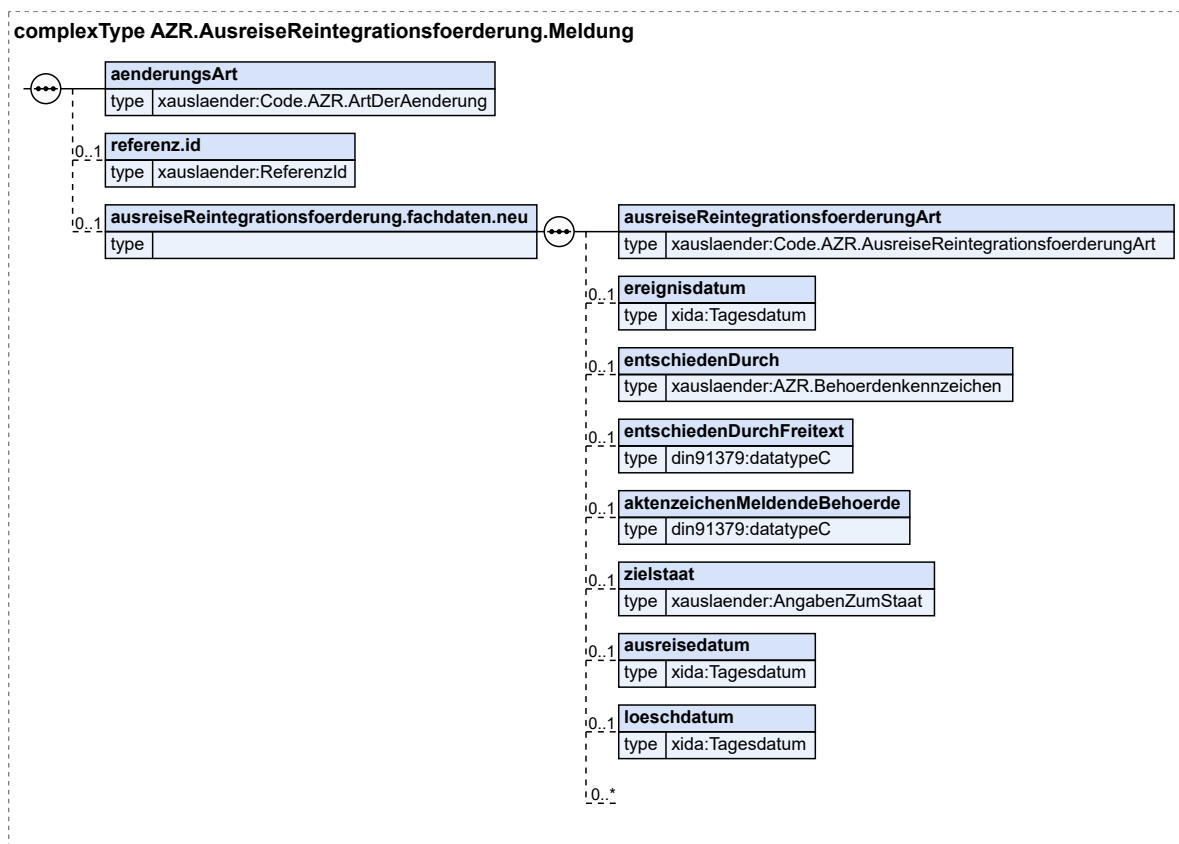 complexType AZR.AusreiseReintegrationsfoerderung.Meldung
aenderungsArt
type xauslaender:Code.AZR.ArtDerAenderung
0..1 referenz.id
type xauslaender:ReferenzId
0..1 ausreiseReintegrationsfoerderung.fachdaten.neu
type
ausreiseReintegrationsfoerderungArt
type xauslaender:Code.AZR.AusreiseReintegrationsfoerderungArt
0..1 ereignisdatum
type xida:Tagesdatum
0..1 entschiedenDurch
type xauslaender:AZR.Behoerdenkennzeichen
0..1 entschiedenDurchFreitext
type din91379:datatypeC
0..1 aktenzeichenMeldendeBehoerde
type din91379:datatypeC
0..1 zielstaat
type xauslaender:AngabenZumStaat
0..1 ausreisedatum
type xida:Tagesdatum
0..1 loeschdatum
type xida:Tagesdatum
0..*